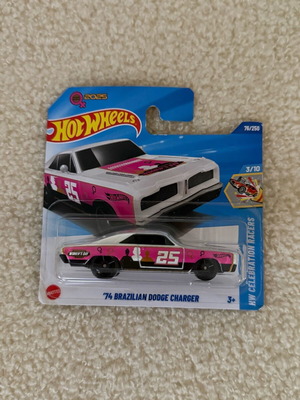 2025
HOT WHEELS
76/250
3/10
25
25
HW CELEBRATION RACERS
'74 BRAZILIAN DODGE CHARGER
3+